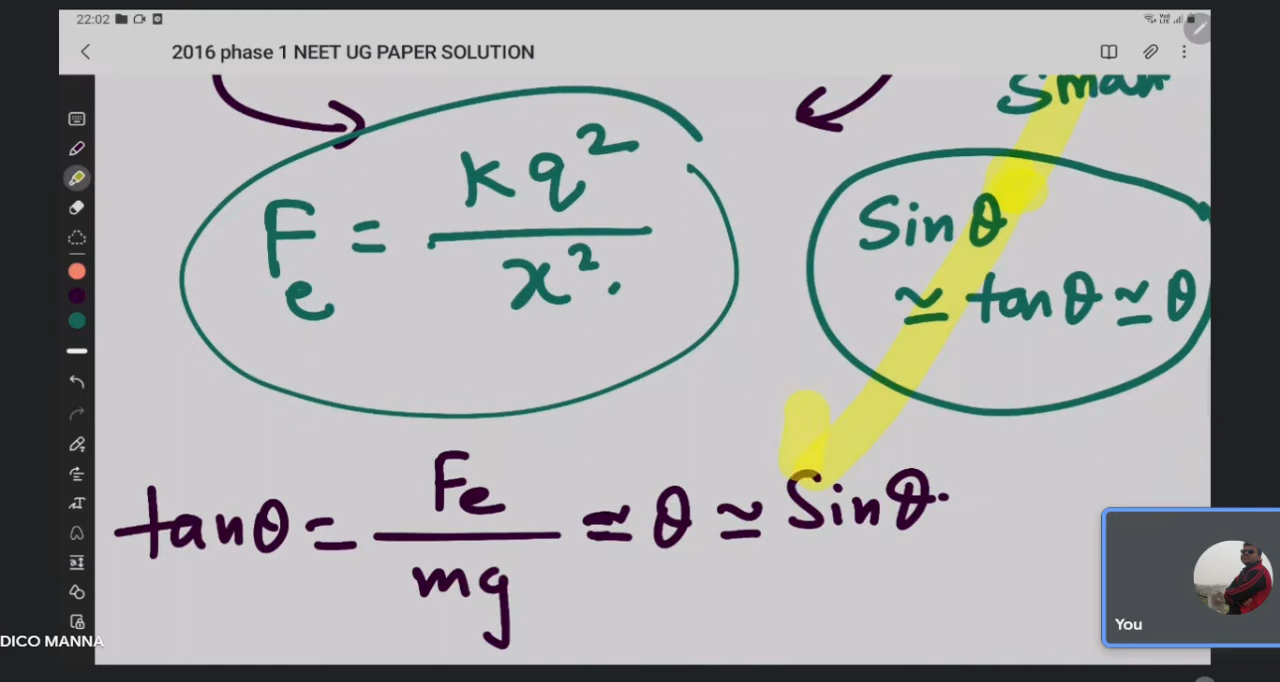 22:02
2016 phase 1 NEET UG PAPER SOLUTION
Small
Fe = kq²/x².
Sinθ
≃ tanθ ≃ θ
tanθ = Fe/mg ≃ θ ≃ Sinθ.
You
DICO MANNA